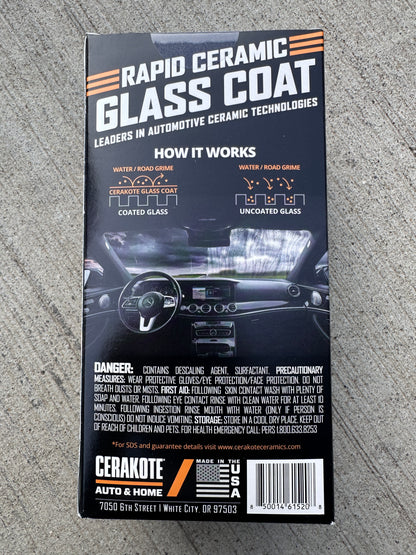 RAPID CERAMIC
GLASS COAT
LEADERS IN AUTOMOTIVE CERAMIC TECHNOLOGIES
HOW IT WORKS
WATER / ROAD GRIME
CERAKOTE GLASS COAT
COATED GLASS
WATER / ROAD GRIME
UNCOATED GLASS
DANGER: CONTAINS DESCALING AGENT, SURFACTANT. PRECAUTIONARY
MEASURES: WEAR PROTECTIVE GLOVES/EYE PROTECTION/FACE PROTECTION. DO NOT
BREATH DUSTS OR MISTS. FIRST AID: FOLLOWING SKIN CONTACT WASH WITH PLENTY OF
SOAP AND WATER. FOLLOWING EYE CONTACT RINSE WITH CLEAN WATER FOR AT LEAST 10
MINUTES. FOLLOWING INGESTION RINSE MOUTH WITH WATER (ONLY IF PERSON IS
CONSCIOUS) DO NOT INDUCE VOMITING. STORAGE: STORE IN A COOL DRY PLACE. KEEP OUT
OF REACH OF CHILDREN AND PETS. FOR HEALTH EMERGENCY CALL: PERS 1.800.633.8253
*For SDS and guarantee details visit www.cerakoteceramics.com
CERAKOTE
AUTO & HOME
MADE IN THE
USA
7050 6TH STREET | WHITE CITY, OR 97503
8 50014 61520 8